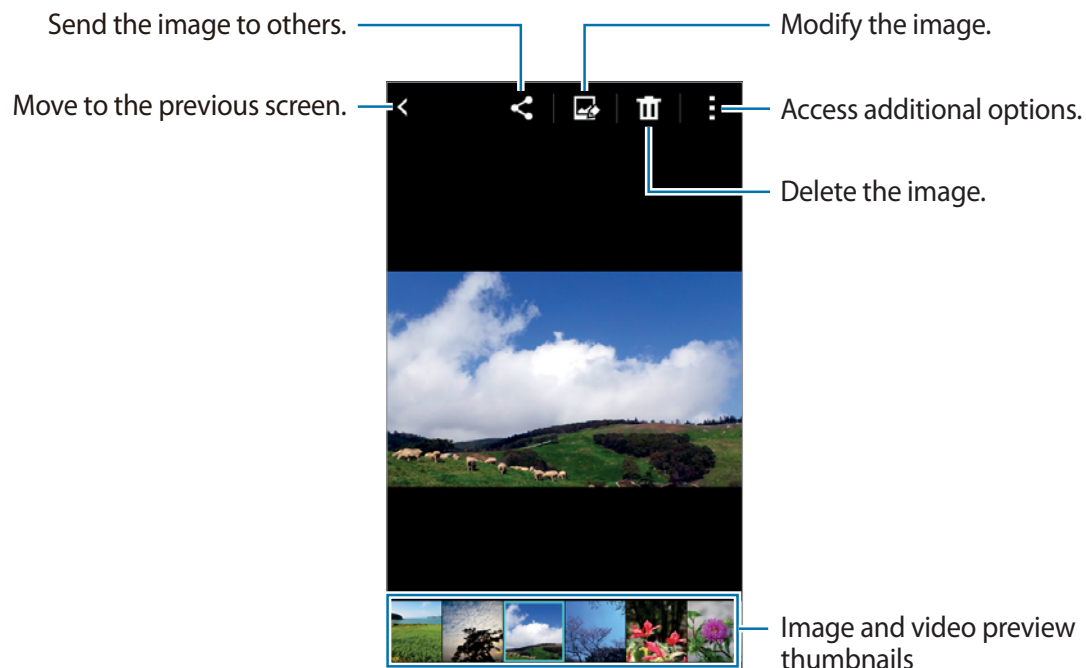 Send the image to others.
Modify the image.
Move to the previous screen.
Access additional options.
Delete the image.
Image and video preview
thumbnails